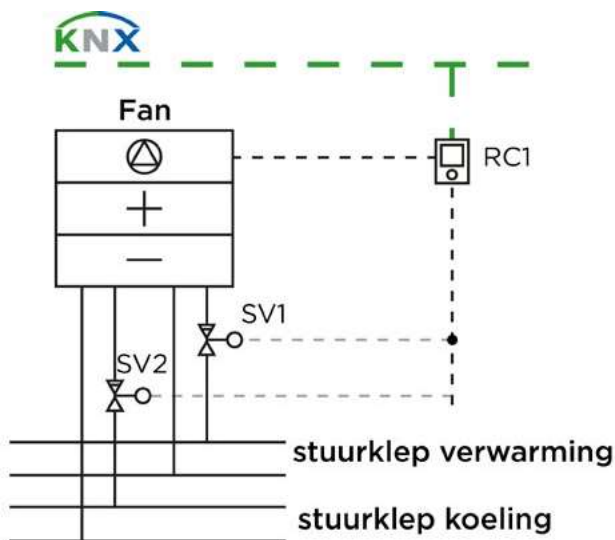 KNX
Fan
RC1
SV1
SV2
stuurklep verwarming
stuurklep koeling